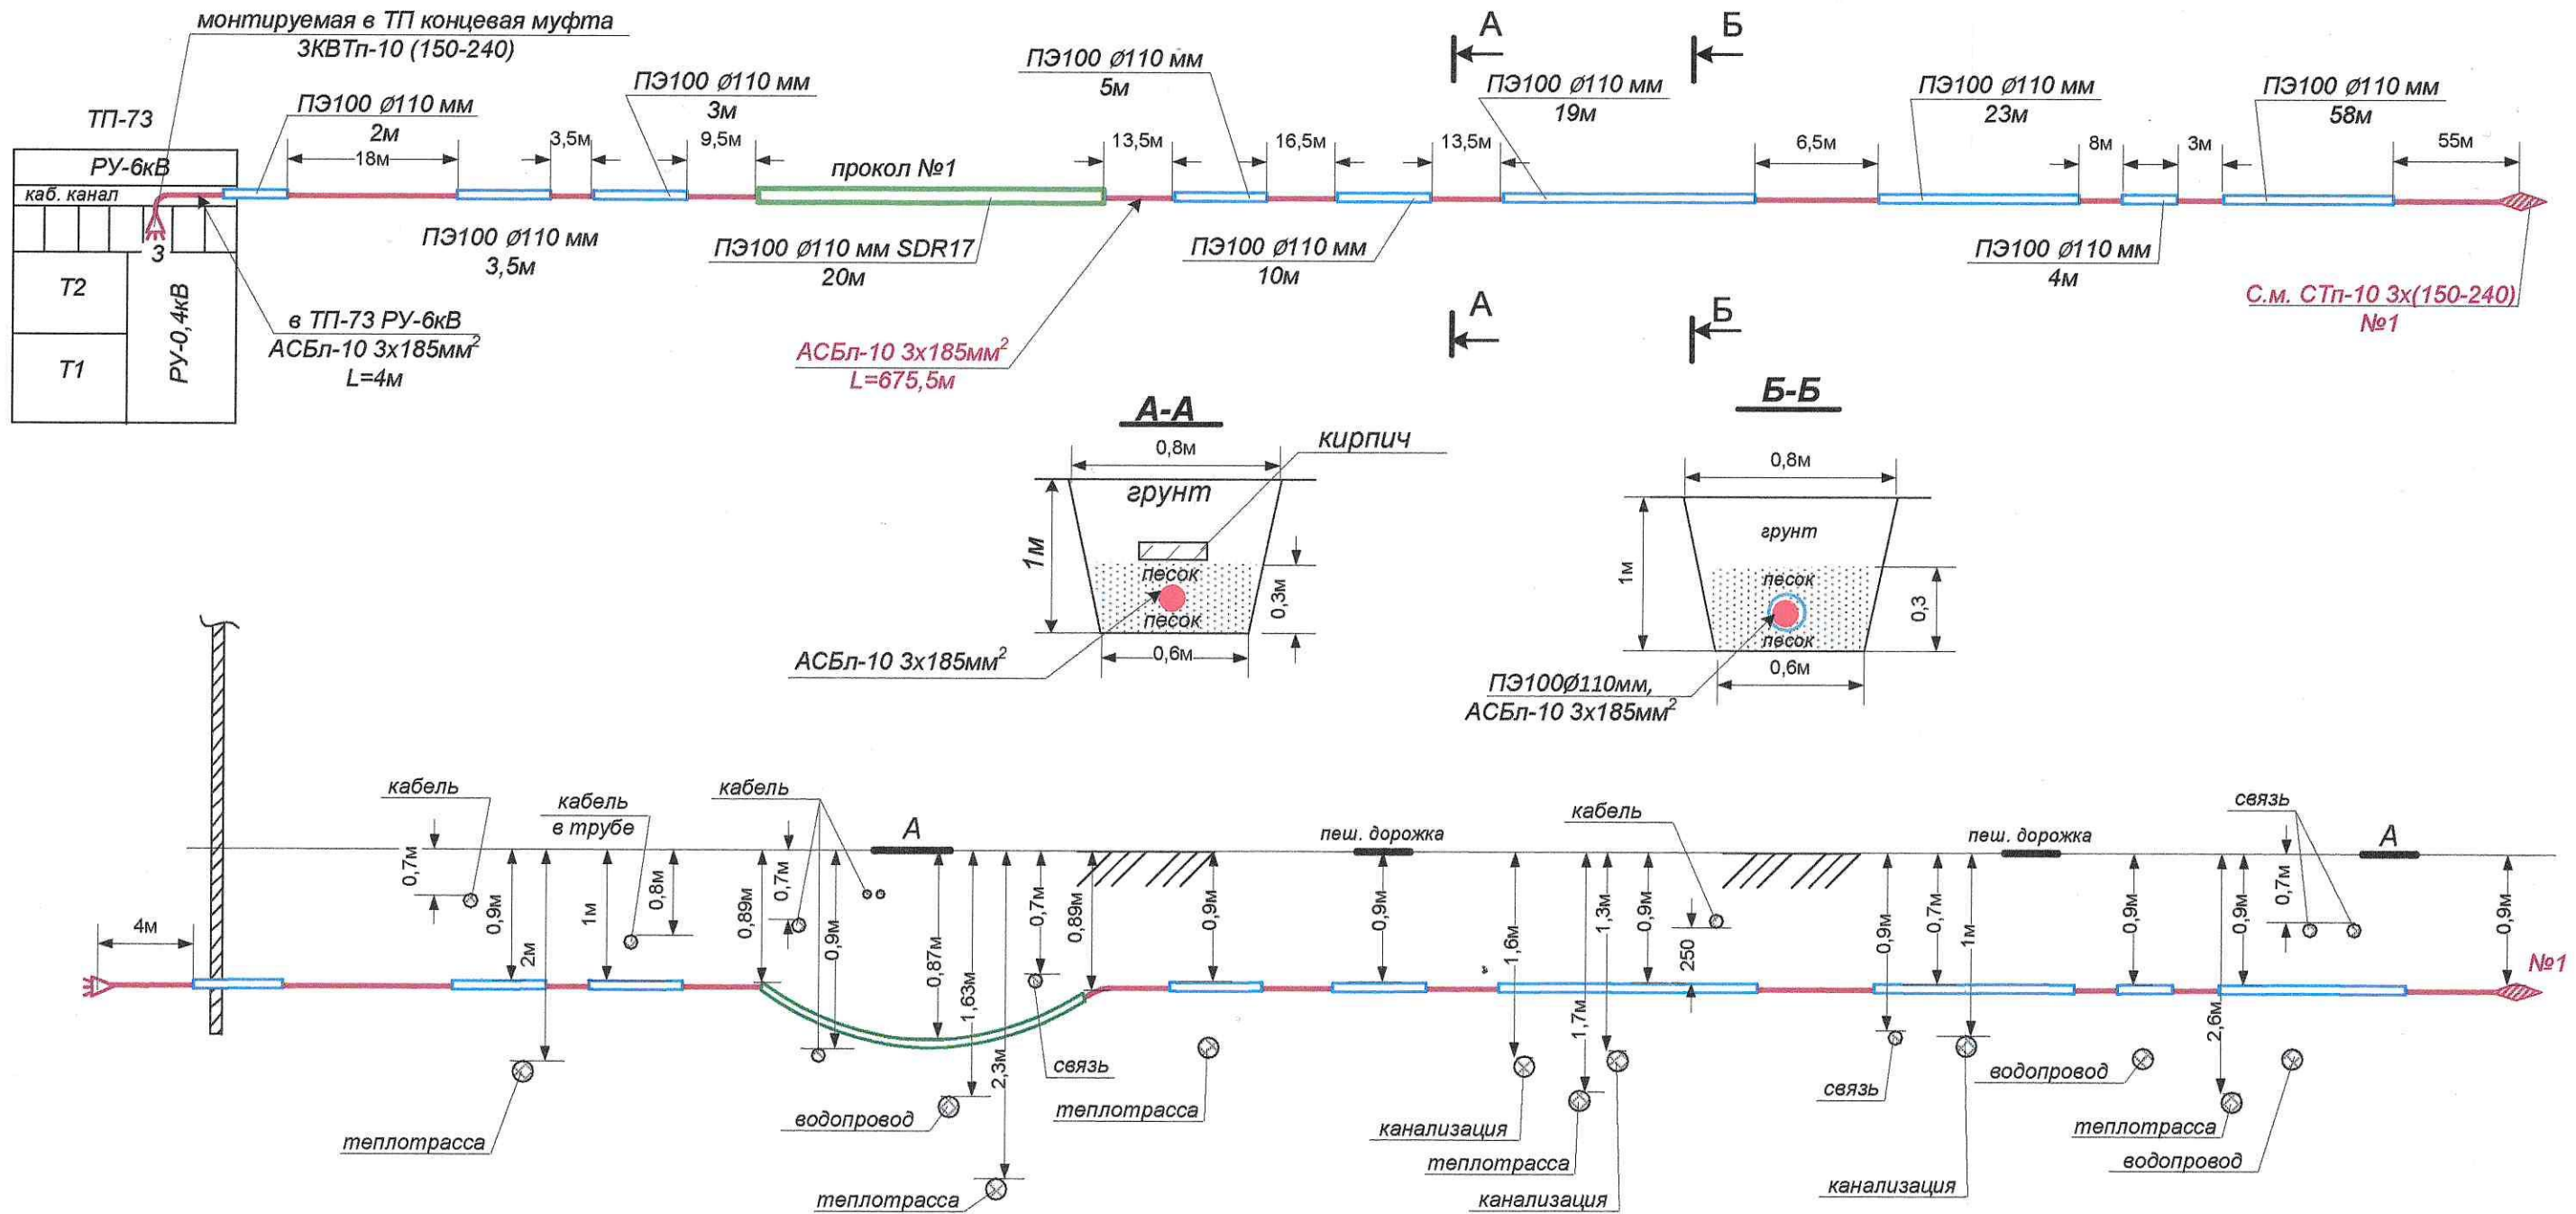 монтируемая в ТП концевая муфта
3КВТп-10 (150-240)
ТП-73
РУ-6кВ
каб. канал
3
Т2
Т1
РУ-0,4кВ
ПЭ100 Ø110 мм
2м
18м
ПЭ100 Ø110 мм
3,5м
3,5м
ПЭ100 Ø110 мм
3м
9,5м
прокол №1
ПЭ100 Ø110 мм SDR17
20м
13,5м
ПЭ100 Ø110 мм
5м
16,5м
ПЭ100 Ø110 мм
10м
13,5м
А
Б
ПЭ100 Ø110 мм
19м
6,5м
ПЭ100 Ø110 мм
23м
8м
ПЭ100 Ø110 мм
4м
3м
ПЭ100 Ø110 мм
58м
55м
С.м. СТп-10 3х(150-240)
№1
в ТП-73 РУ-6кВ
АСБл-10 3х185мм²
L=4м
АСБл-10 3х185мм²
L=675,5м
А
Б
А-А
0,8м
кирпич
грунт
1м
песок
песок
0,3м
0,6м
АСБл-10 3х185мм²
Б-Б
0,8м
грунт
1м
песок
песок
0,3
0,6м
ПЭ100Ø110мм,
АСБл-10 3х185мм²
кабель
кабель
в трубе
кабель
А
пеш. дорожка
кабель
пеш. дорожка
связь
А
4м
0,7м
0,9м
2м
1м
0,8м
0,89м
0,7м
0,9м
0,87м
1,63м
2,3м
0,7м
0,89м
0,9м
0,9м
1,6м
1,7м
1,3м
0,9м
250
0,9м
0,7м
1м
0,9м
2,6м
0,9м
0,7м
0,9м
№1
теплотрасса
водопровод
теплотрасса
связь
теплотрасса
канализация
теплотрасса
канализация
связь
канализация
водопровод
теплотрасса
водопровод